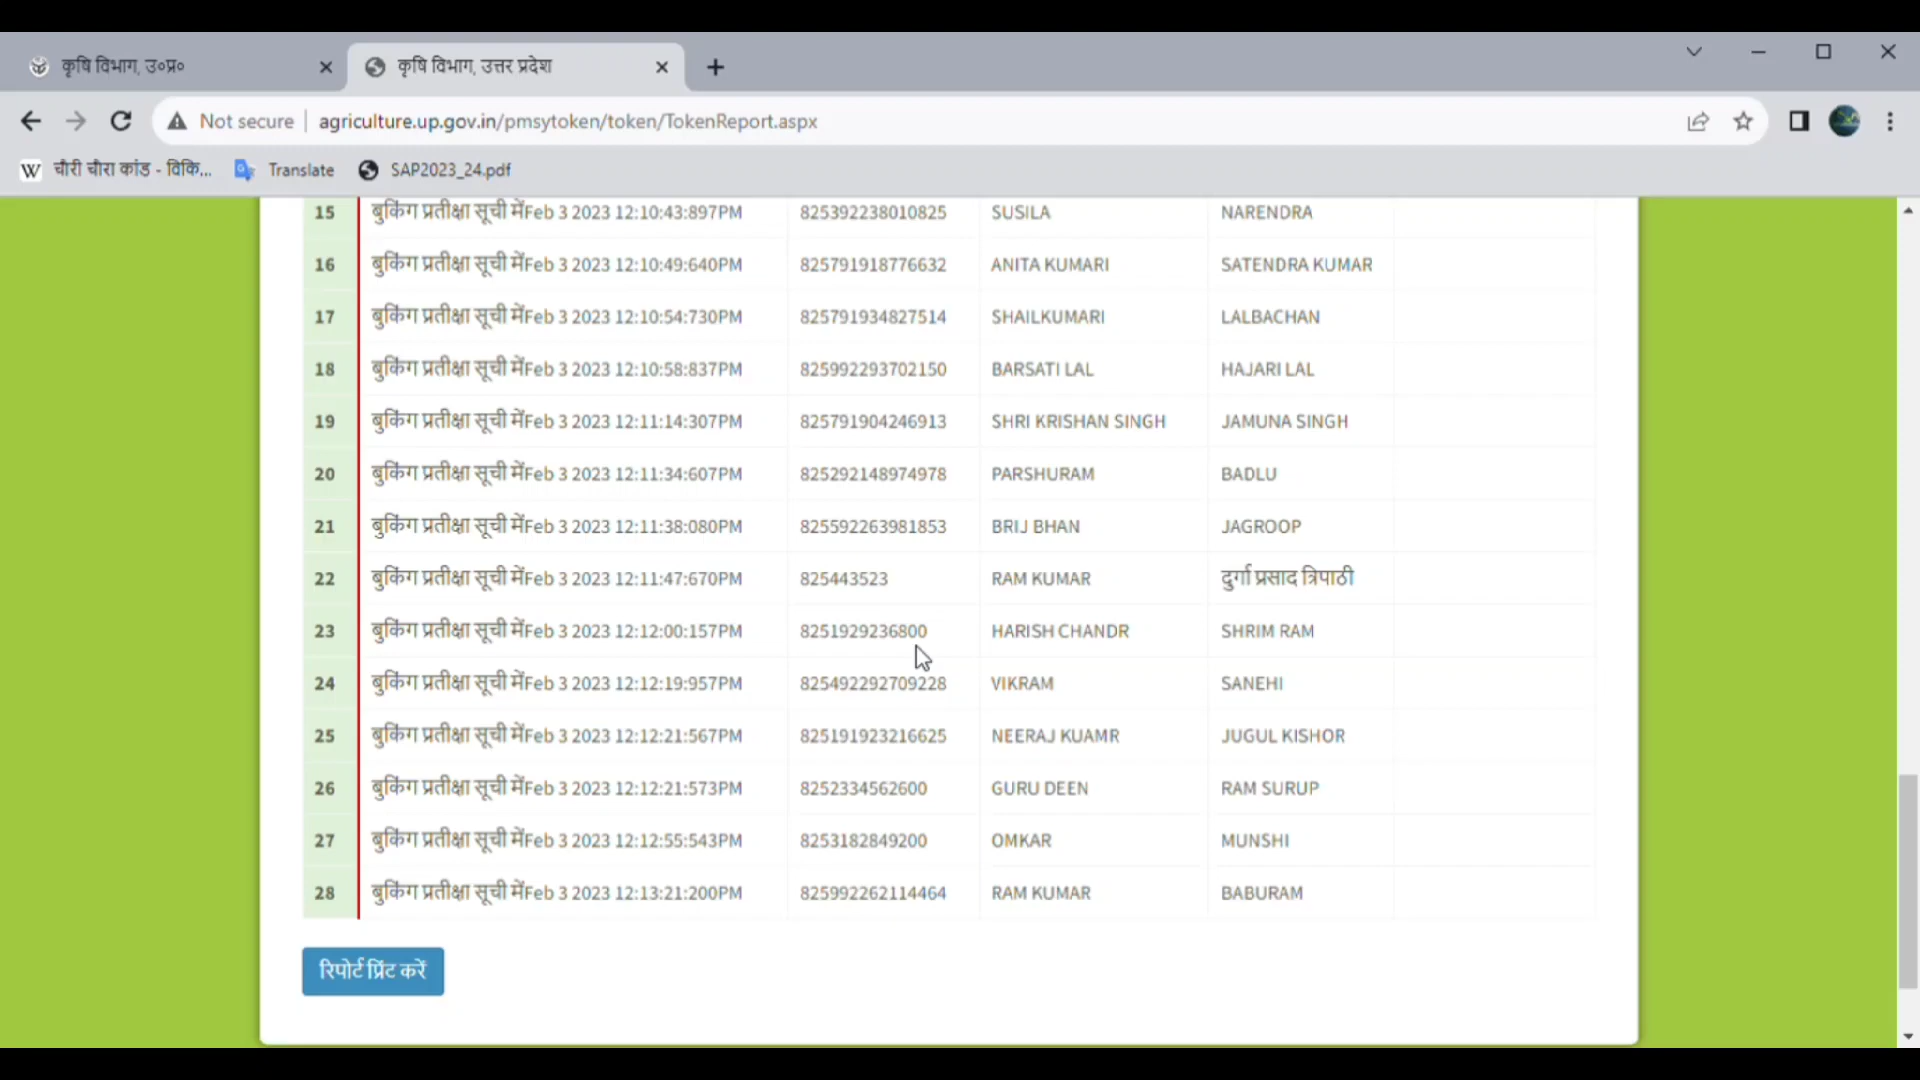 कृषि विभाग, उ०प्र०
कृषि विभाग, उत्तर प्रदेश
Not secure agriculture.up.gov.in/pmsytoken/token/TokenReport.aspx
चौरी चौरा कांड - विकि... Translate SAP2023_24.pdf
15 बुकिंग प्रतीक्षा सूची मेंFeb 3 2023 12:10:43:897PM 825392238010825 SUSILA NARENDRA
16 बुकिंग प्रतीक्षा सूची मेंFeb 3 2023 12:10:49:640PM 825791918776632 ANITA KUMARI SATENDRA KUMAR
17 बुकिंग प्रतीक्षा सूची मेंFeb 3 2023 12:10:54:730PM 825791934827514 SHAILKUMARI LALBACHAN
18 बुकिंग प्रतीक्षा सूची मेंFeb 3 2023 12:10:58:837PM 825992293702150 BARSATI LAL HAJARI LAL
19 बुकिंग प्रतीक्षा सूची मेंFeb 3 2023 12:11:14:307PM 825791904246913 SHRI KRISHAN SINGH JAMUNA SINGH
20 बुकिंग प्रतीक्षा सूची मेंFeb 3 2023 12:11:34:607PM 825292148974978 PARSHURAM BADLU
21 बुकिंग प्रतीक्षा सूची मेंFeb 3 2023 12:11:38:080PM 825592263981853 BRIJ BHAN JAGROOP
22 बुकिंग प्रतीक्षा सूची मेंFeb 3 2023 12:11:47:670PM 825443523 RAM KUMAR दुर्गा प्रसाद त्रिपाठी
23 बुकिंग प्रतीक्षा सूची मेंFeb 3 2023 12:12:00:157PM 8251929236800 HARISH CHANDR SHRIM RAM
24 बुकिंग प्रतीक्षा सूची मेंFeb 3 2023 12:12:19:957PM 825492292709228 VIKRAM SANEHI
25 बुकिंग प्रतीक्षा सूची मेंFeb 3 2023 12:12:21:567PM 825191923216625 NEERAJ KUAMR JUGUL KISHOR
26 बुकिंग प्रतीक्षा सूची मेंFeb 3 2023 12:12:21:573PM 8252334562600 GURU DEEN RAM SURUP
27 बुकिंग प्रतीक्षा सूची मेंFeb 3 2023 12:12:55:543PM 8253182849200 OMKAR MUNSHI
28 बुकिंग प्रतीक्षा सूची मेंFeb 3 2023 12:13:21:200PM 825992262114464 RAM KUMAR BABURAM
रिपोर्ट प्रिंट करें